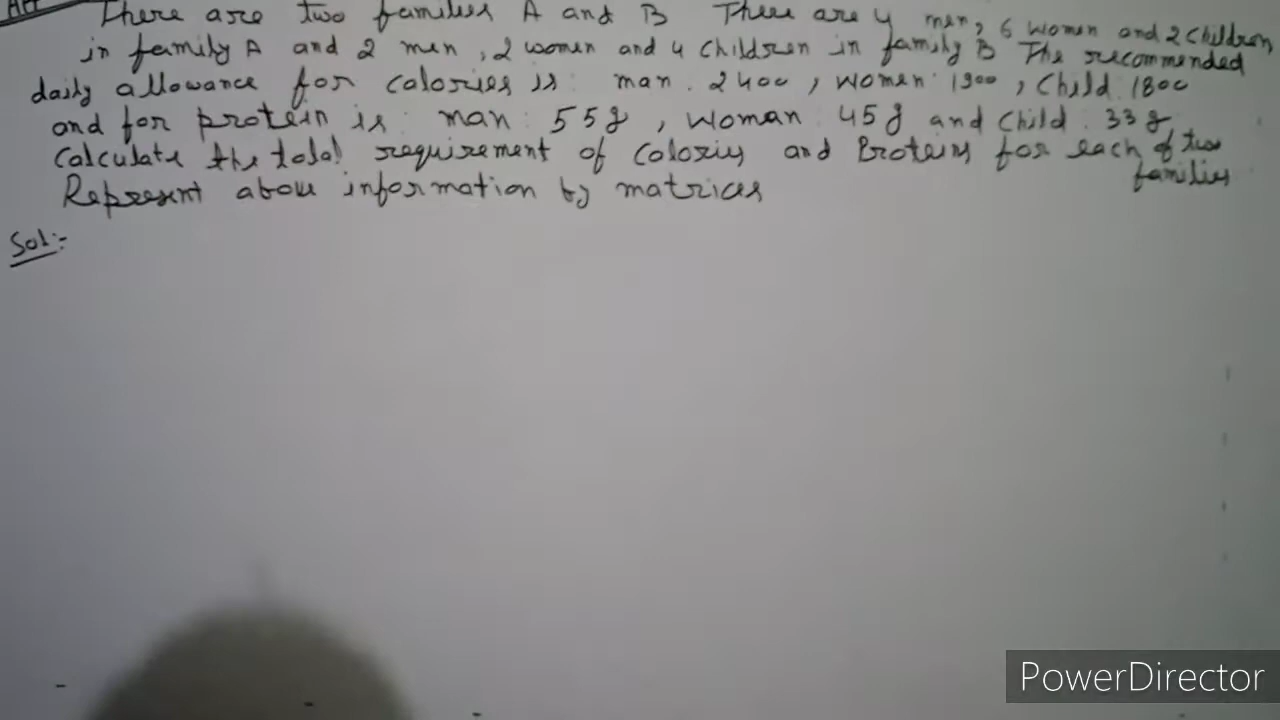 There are two families A and B There are 4 men, 6 women and 2 children,
in family A and 2 men, 2 women and 4 children in family B The recommended
daily allowance for calories is: man: 2400, women: 1900, Child: 1800
and for protein is: man: 55g, woman: 45g and Child: 33g
Calculate the total requirement of Calories and Proteins for each of two families
Represent above information by matrices
Sol:-
PowerDirector